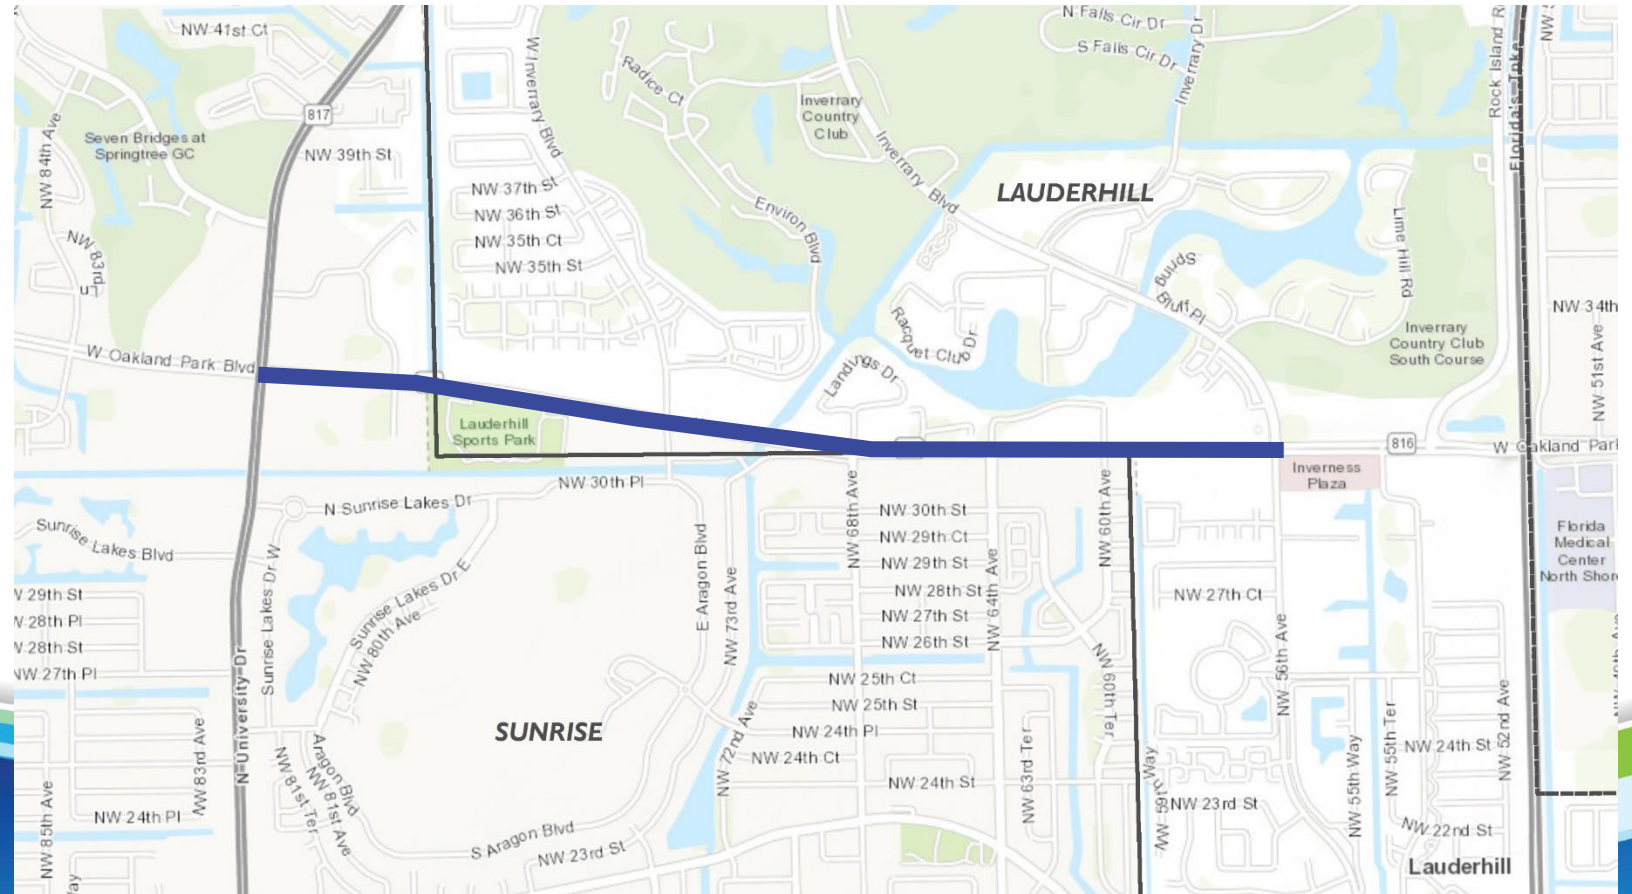 NW 41st Ct
817
NW 84th Ave
Seven Bridges at
Springtree GC
NW 39th St
NW 83rd
Ln
W Inverrary Blvd
NW 37th St
NW 36th St
NW 35th Ct
NW 35th St
Radice Ct
Environ Blvd
Inverrary
Country
Club
Inverrary Blvd
N Falls Cir Dr
S Falls Cir Dr
Inverrary Dr
Rock Island R
Florida's Tpke
LAUDERHILL
Lime Hill Rd
Spring
Bluff Pl
Racquet Club Dr
Landings Dr
Inverrary
Country Club
South Course
NW 34th
NW 51st Ave
W Oakland Park Blvd
Lauderhill
Sports Park
816
W Oakland Park
Inverness
Plaza
Florida
Medical
Center
North Shore
NW 30th Pl
N Sunrise Lakes Dr
Sunrise Lakes Blvd
Sunrise Lakes Dr W
Sunrise Lakes Dr E
NW 80th Ave
W 29th St
W 28th Pl
W 28th St
NW 27th Pl
N University Dr
NW 83rd Ave
NW 85th Ave
NW 24th Pl
Aragon Blvd
NW 81st Ter
NW 81st Ave
SUNRISE
S Aragon Blvd
NW 23rd St
E Aragon Blvd
NW 73rd Ave
NW 72nd Ave
NW 68th Ave
NW 30th St
NW 29th Ct
NW 29th St
NW 28th St
NW 27th St
NW 26th St
NW 25th Ct
NW 25th St
NW 24th Pl
NW 24th Ct
NW 24th St
NW 64th Ave
NW 63rd Ter
NW 60th Ave
NW 60th Ter
NW 59th Way
NW 27th Ct
NW 56th Ave
NW 23rd St
NW 55th Way
NW 55th Ter
NW 24th St
NW 22nd St
NW 52nd Ave
Lauderhill